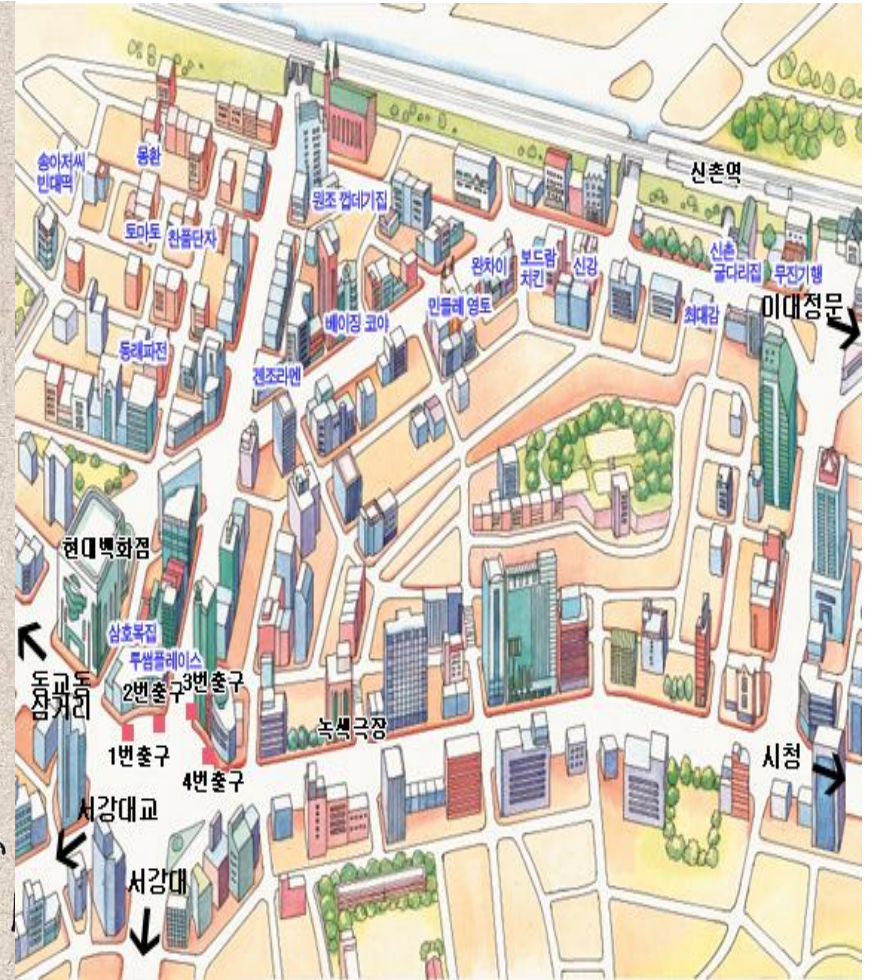 신촌역
송아저씨
빈대떡
몽환
원조 껍데기집
토마토
찬품단자
완차이
보드람
치킨
신강
신촌
굴다리집
무진기행
민들레 영토
최대감
이대정문
베이징 코야
동래파전
겐조라멘
현대백화점
삼호복집
투썸플레이스
3번출구
2번출구
동교동
삼거리
1번출구
4번출구
녹색극장
시청
서강대교
서강대